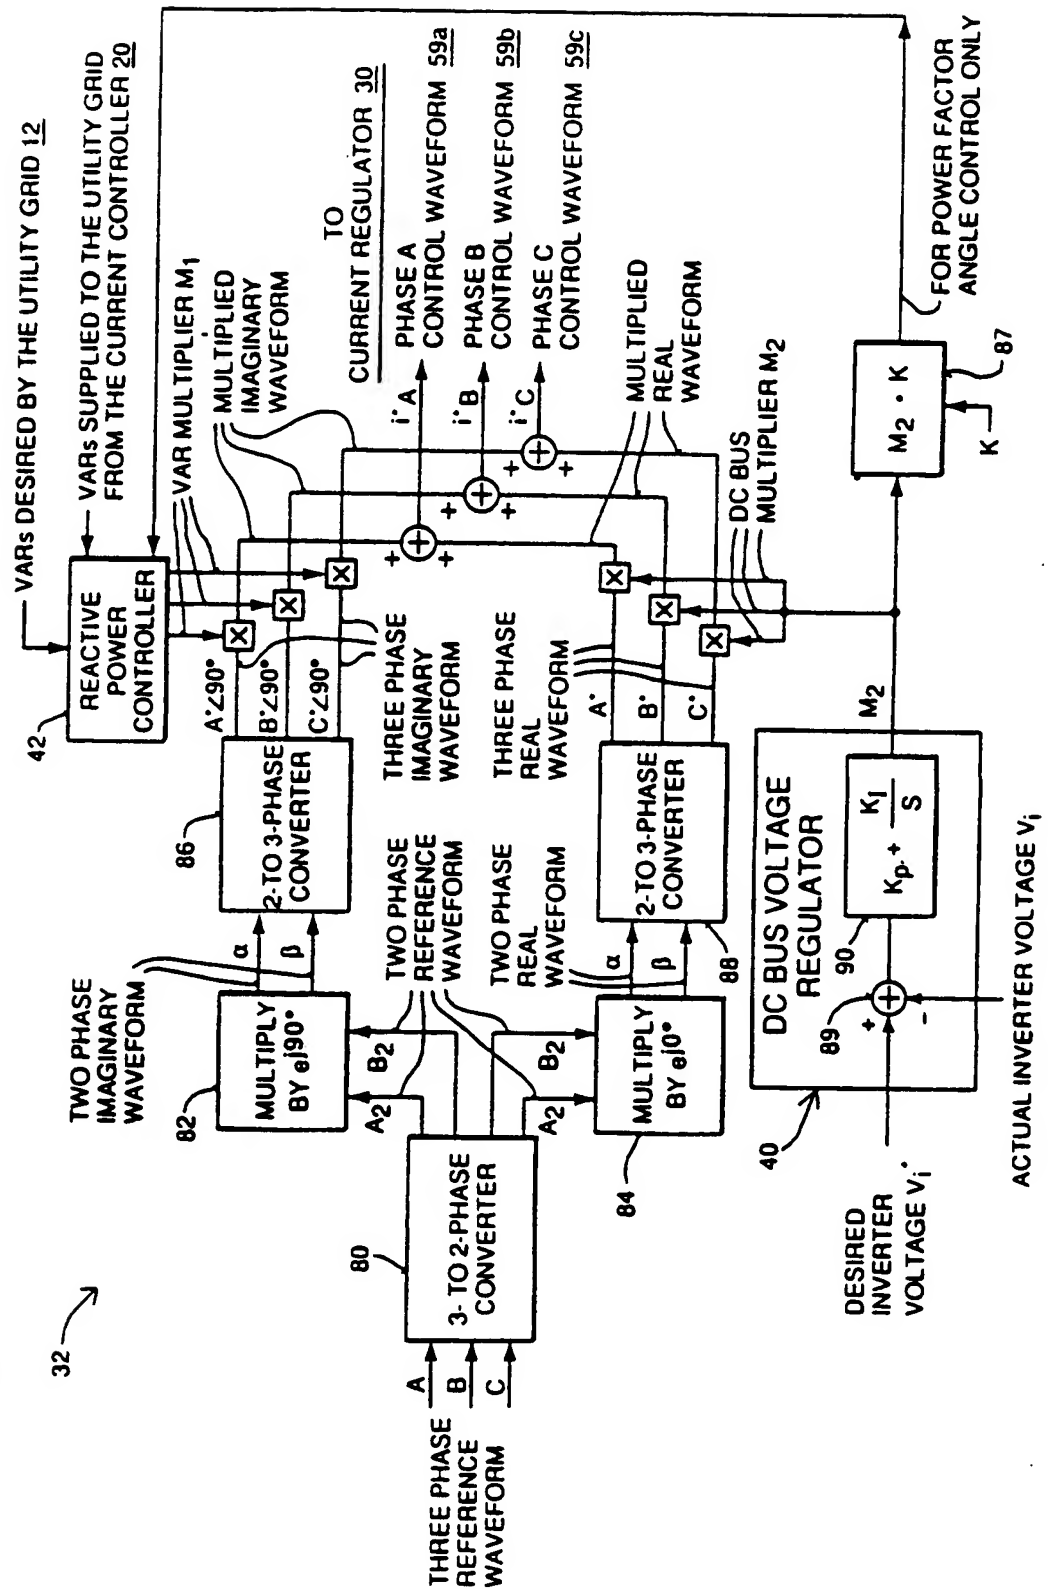 32
THREE PHASE
REFERENCE
WAVEFORM
A
B
C
80
3- TO 2-PHASE
CONVERTER
A2
B2
B2
A2
TWO PHASE
REFERENCE
WAVEFORM
TWO PHASE
IMAGINARY
WAVEFORM
82
MULTIPLY
BY ej90°
α
β
86
2-TO 3-PHASE
CONVERTER
A*∠90°
B*∠90°
C*∠90°
THREE PHASE
IMAGINARY
WAVEFORM
42
REACTIVE
POWER
CONTROLLER
VARs DESIRED BY THE UTILITY GRID 12
VARs SUPPLIED TO THE UTILITY GRID
FROM THE CURRENT CONTROLLER 20
VAR MULTIPLIER M1
MULTIPLIED
IMAGINARY
WAVEFORM
X
X
X
84
MULTIPLY
BY ej0°
TWO PHASE
REAL
WAVEFORM
α
β
88
2-TO 3-PHASE
CONVERTER
A*
B*
C*
THREE PHASE
REAL
WAVEFORM
X
X
X
MULTIPLIED
REAL
WAVEFORM
DC BUS
MULTIPLIER M2
+
+
+
+
+
+
+
+
+
i*A
i*B
i*C
TO
CURRENT REGULATOR 30
PHASE A
CONTROL WAVEFORM 59a
PHASE B
CONTROL WAVEFORM 59b
PHASE C
CONTROL WAVEFORM 59c
40
DC BUS VOLTAGE
REGULATOR
DESIRED
INVERTER
VOLTAGE Vi*
ACTUAL INVERTER VOLTAGE Vi
89
+
+
-
90
Kp + KI
S
M2
M2 · K
K
87
FOR POWER FACTOR
ANGLE CONTROL ONLY